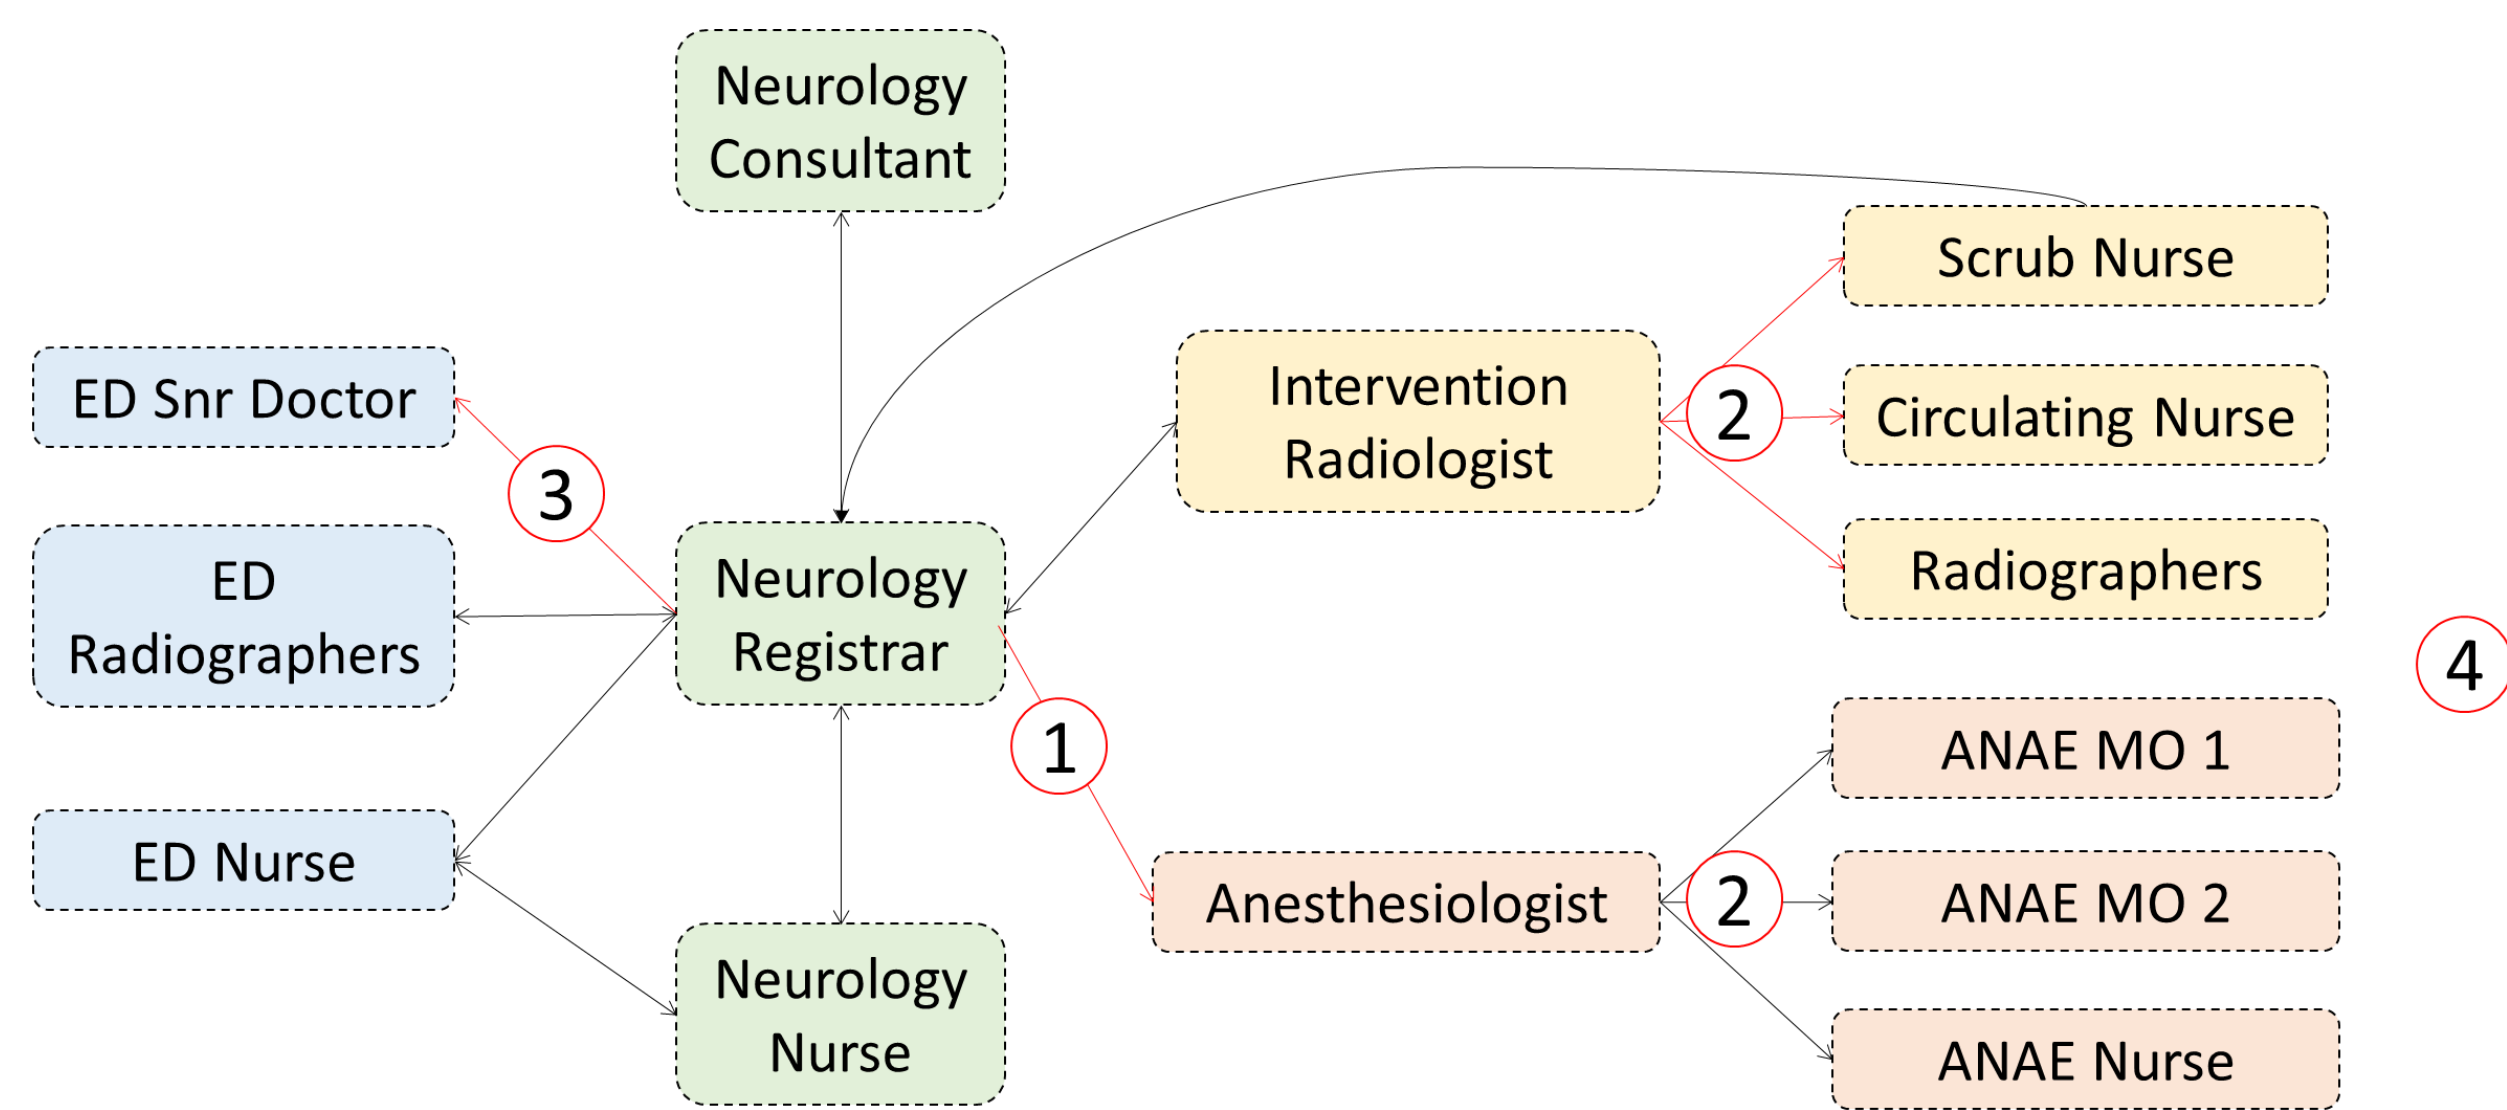 Neurology
Consultant
Scrub Nurse
Intervention
Radiologist
2
Circulating Nurse
ED Snr Doctor
3
Radiographers
ED
Radiographers
Neurology
Registrar
4
1
ANAE MO 1
ED Nurse
Anesthesiologist
2
ANAE MO 2
Neurology
Nurse
ANAE Nurse